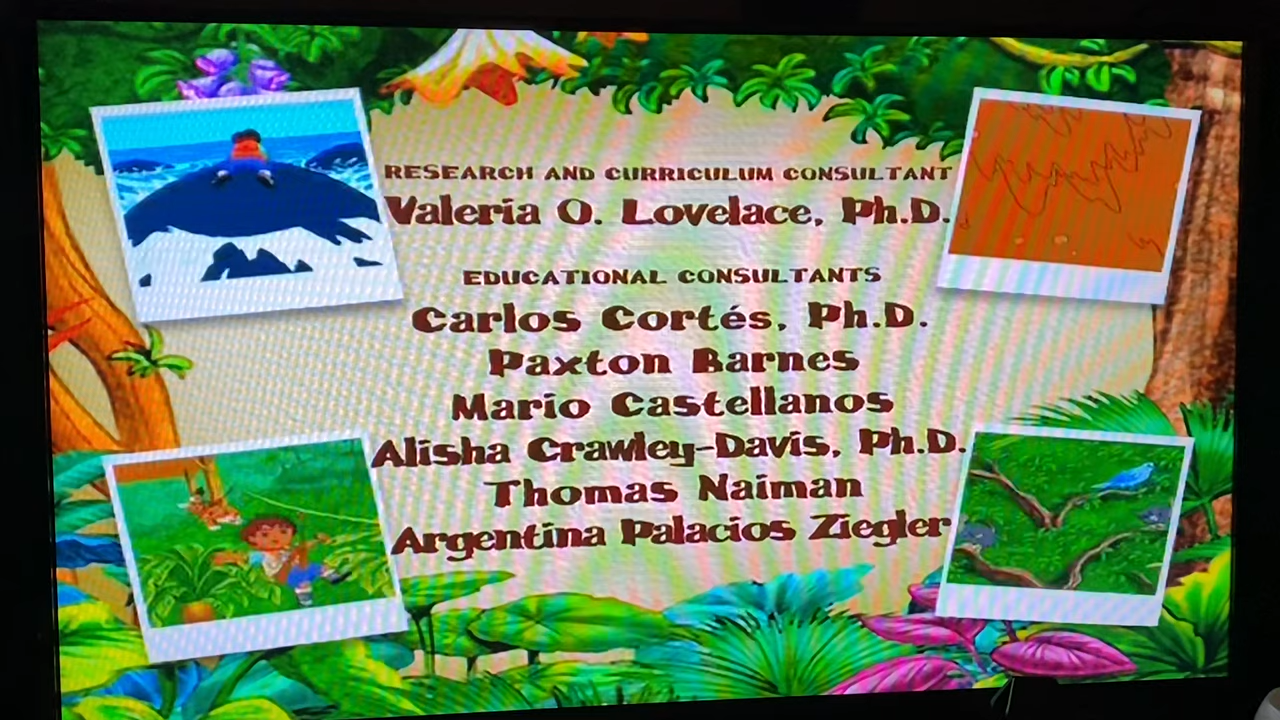 RESEARCH AND CURRICULUM CONSULTANT
Valeria O. Lovelace, Ph.D.
EDUCATIONAL CONSULTANTS
Carlos Cortés, Ph.D.
Paxton Barnes
Mario Castellanos
Alisha Crawley-Davis, Ph.D.
Thomas Naiman
Argentina Palacios Ziegler